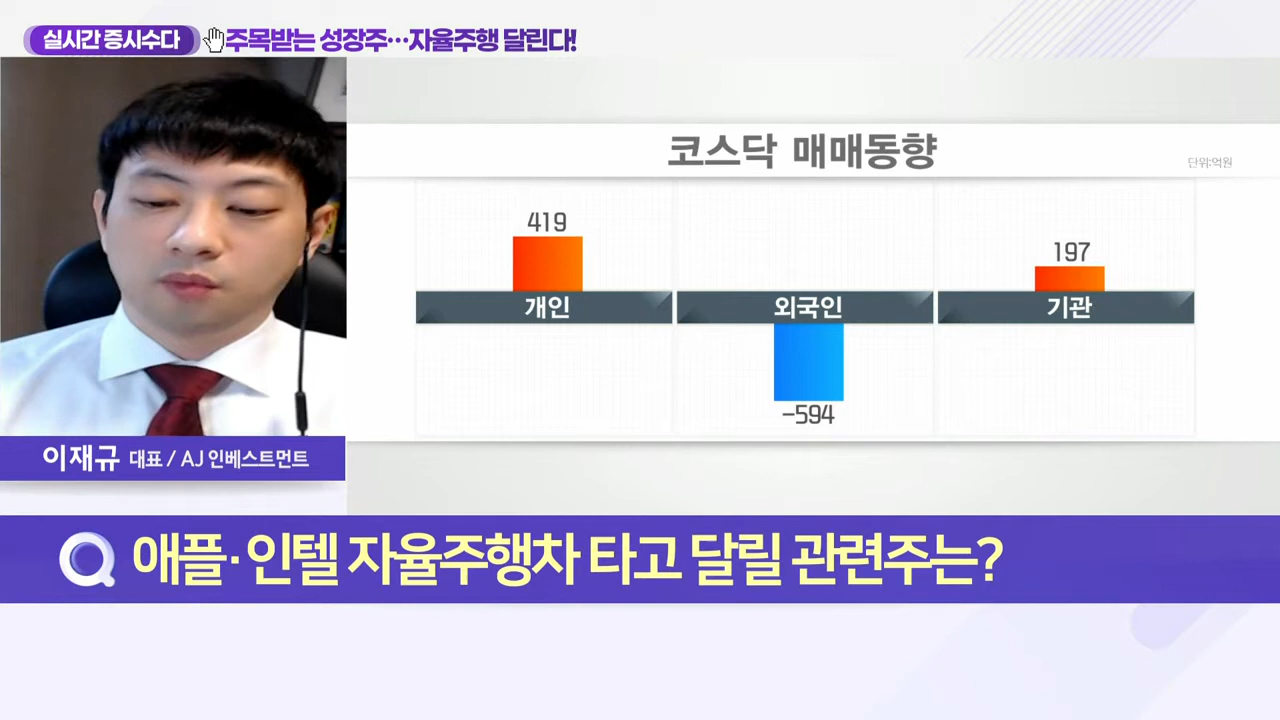 실시간 증시수다
주목받는 성장주…자율주행 달린다!
코스닥 매매동향
단위:억원
419
197
개인
외국인
기관
-594
이재규 대표 / AJ 인베스트먼트
Q 애플·인텔 자율주행차 타고 달릴 관련주는?